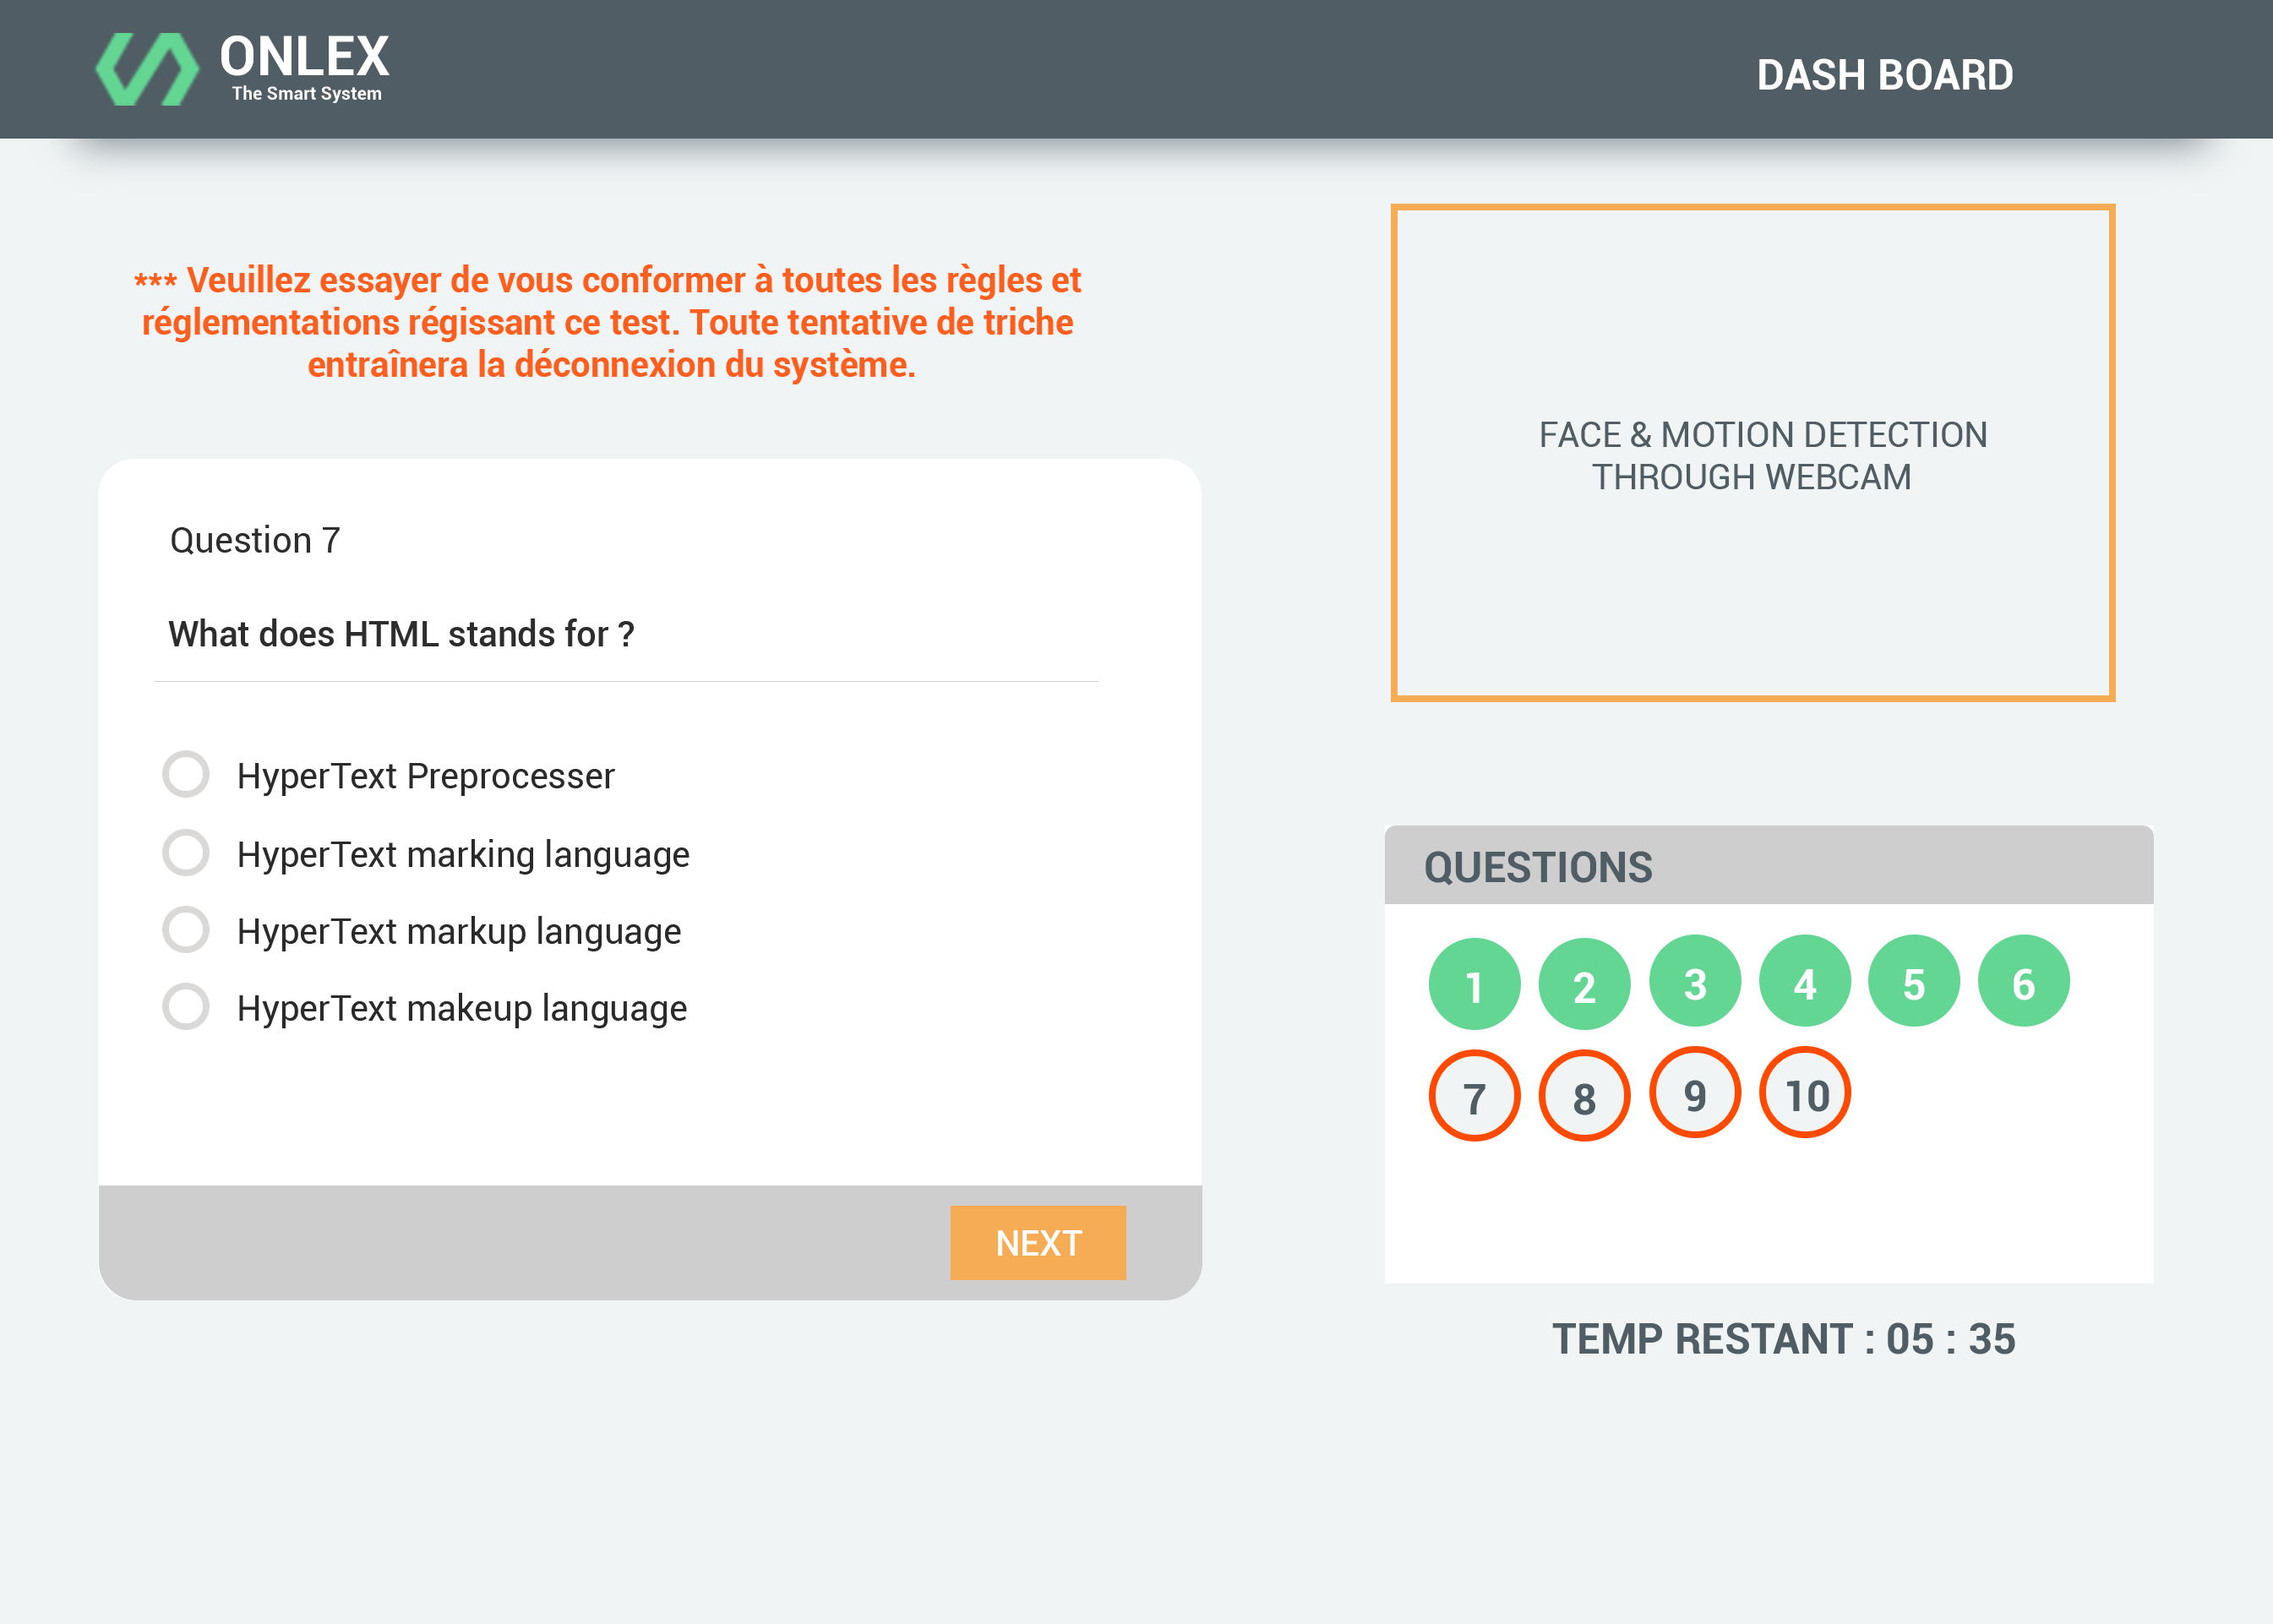 ONLEX
The Smart System
DASH BOARD
*** Veuillez essayer de vous conformer à toutes les règles et
réglementations régissant ce test. Toute tentative de triche
entraînera la déconnexion du système.
FACE & MOTION DETECTION
THROUGH WEBCAM
Question 7
What does HTML stands for ?
HyperText Preprocesser
HyperText marking language
HyperText markup language
HyperText makeup language
NEXT
QUESTIONS
1 2 3 4 5 6
7 8 9 10
TEMP RESTANT : 05 : 35